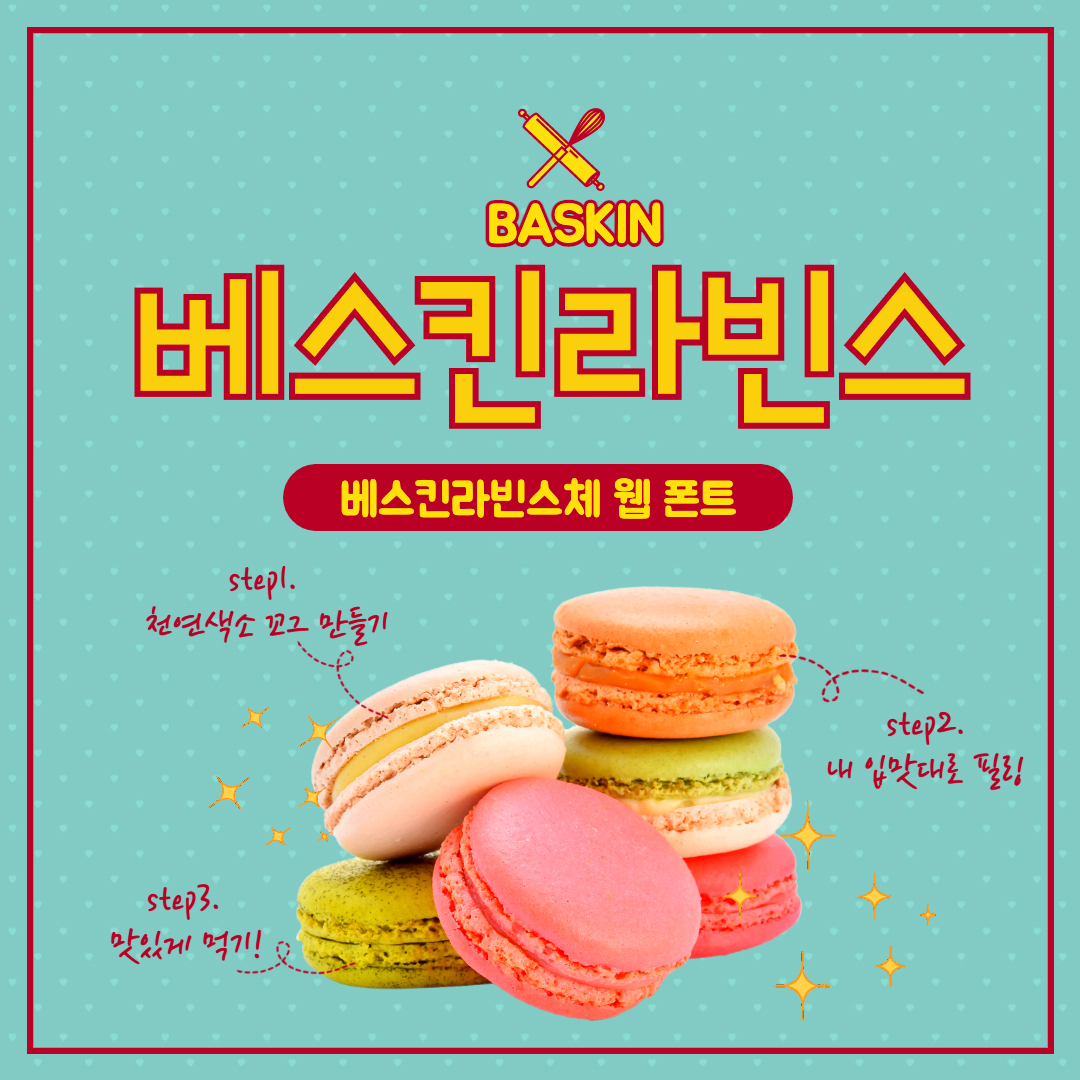 BASKIN
베스킨라빈스
베스킨라빈스체 웹 폰트
step1.
천연색소 꼬그 만들기
step2.
내 입맛대로 필링
step3.
맛있게 먹기!